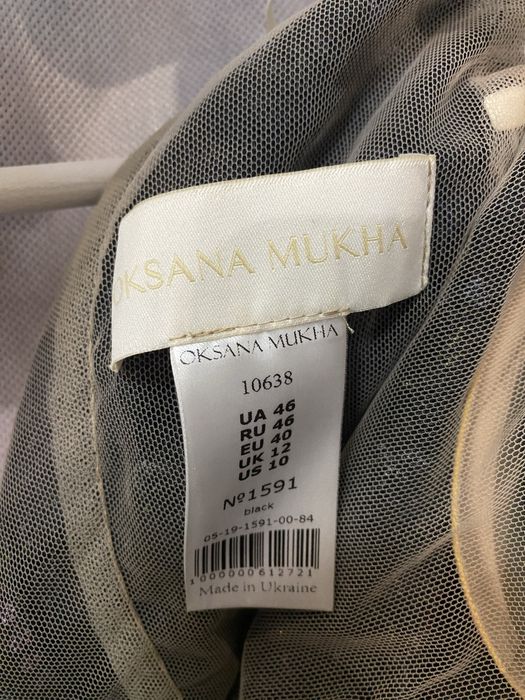 OKSANA MUKHA
OKSANA MUKHA
10638
UA 46
RU 46
EU 40
UK 12
US 10
№1591
black
05-19-1591-00-84
1000000612721
Made in Ukraine